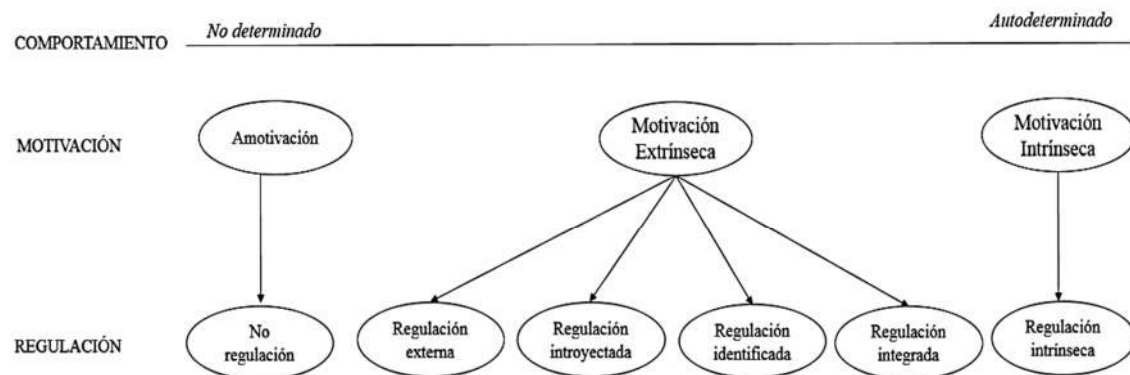 No determinado
Autodeterminado
COMPORTAMIENTO
MOTIVACIÓN
Amotivación
Motivación
Extrínseca
Motivación
Intrínseca
REGULACIÓN
No
regulación
Regulación
externa
Regulación
introyectada
Regulación
identificada
Regulación
integrada
Regulación
intrínseca